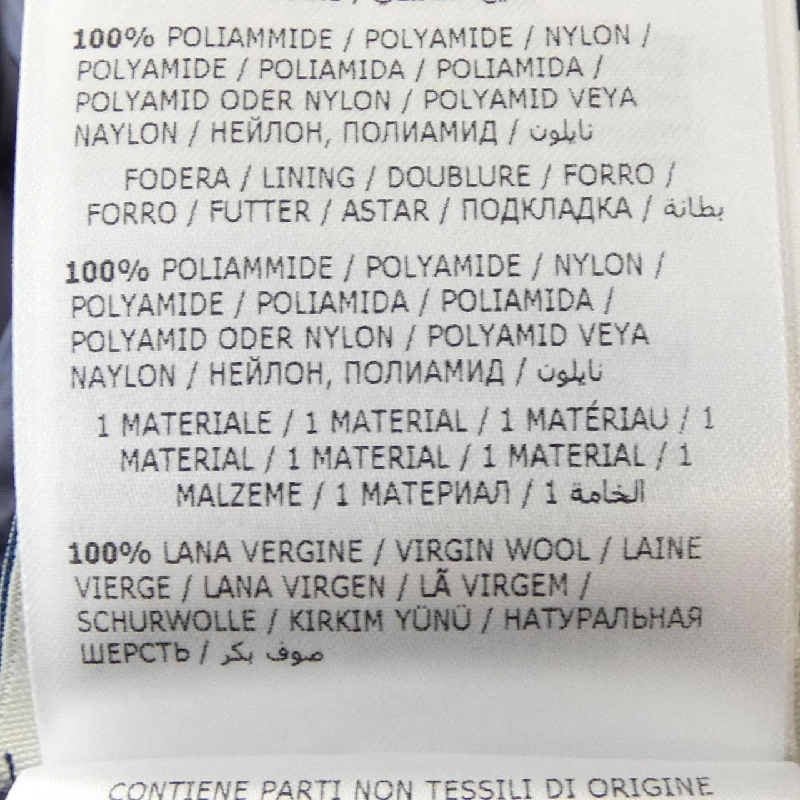 100% POLIAMMIDE / POLYAMIDE / NYLON /
POLYAMIDE / POLIAMIDA / POLIAMIDA /
POLYAMID ODER NYLON / POLYAMID VEYA
NAYLON / НЕЙЛОН, ПОЛИАМИД / نايلون
FODERA / LINING / DOUBLURE / FORRO /
FORRO / FUTTER / ASTAR / ПОДКЛАДКА / بطانة
100% POLIAMMIDE / POLYAMIDE / NYLON /
POLYAMIDE / POLIAMIDA / POLIAMIDA /
POLYAMID ODER NYLON / POLYAMID VEYA
NAYLON / НЕЙЛОН, ПОЛИАМИД / نايلون
1 MATERIALE / 1 MATERIAL / 1 MATÉRIAU / 1
MATERIAL / 1 MATERIAL / 1 MATERIAL / 1
MALZEME / 1 МАТЕРИАЛ / 1 الخامة
100% LANA VERGINE / VIRGIN WOOL / LAINE
VIERGE / LANA VIRGEN / LÃ VIRGEM /
SCHURWOLLE / KIRKIM YÜNÜ / НАТУРАЛЬНАЯ
ШЕРСТЬ / صوف بكر
CONTIENE PARTI NON TESSILI DI ORIGINE